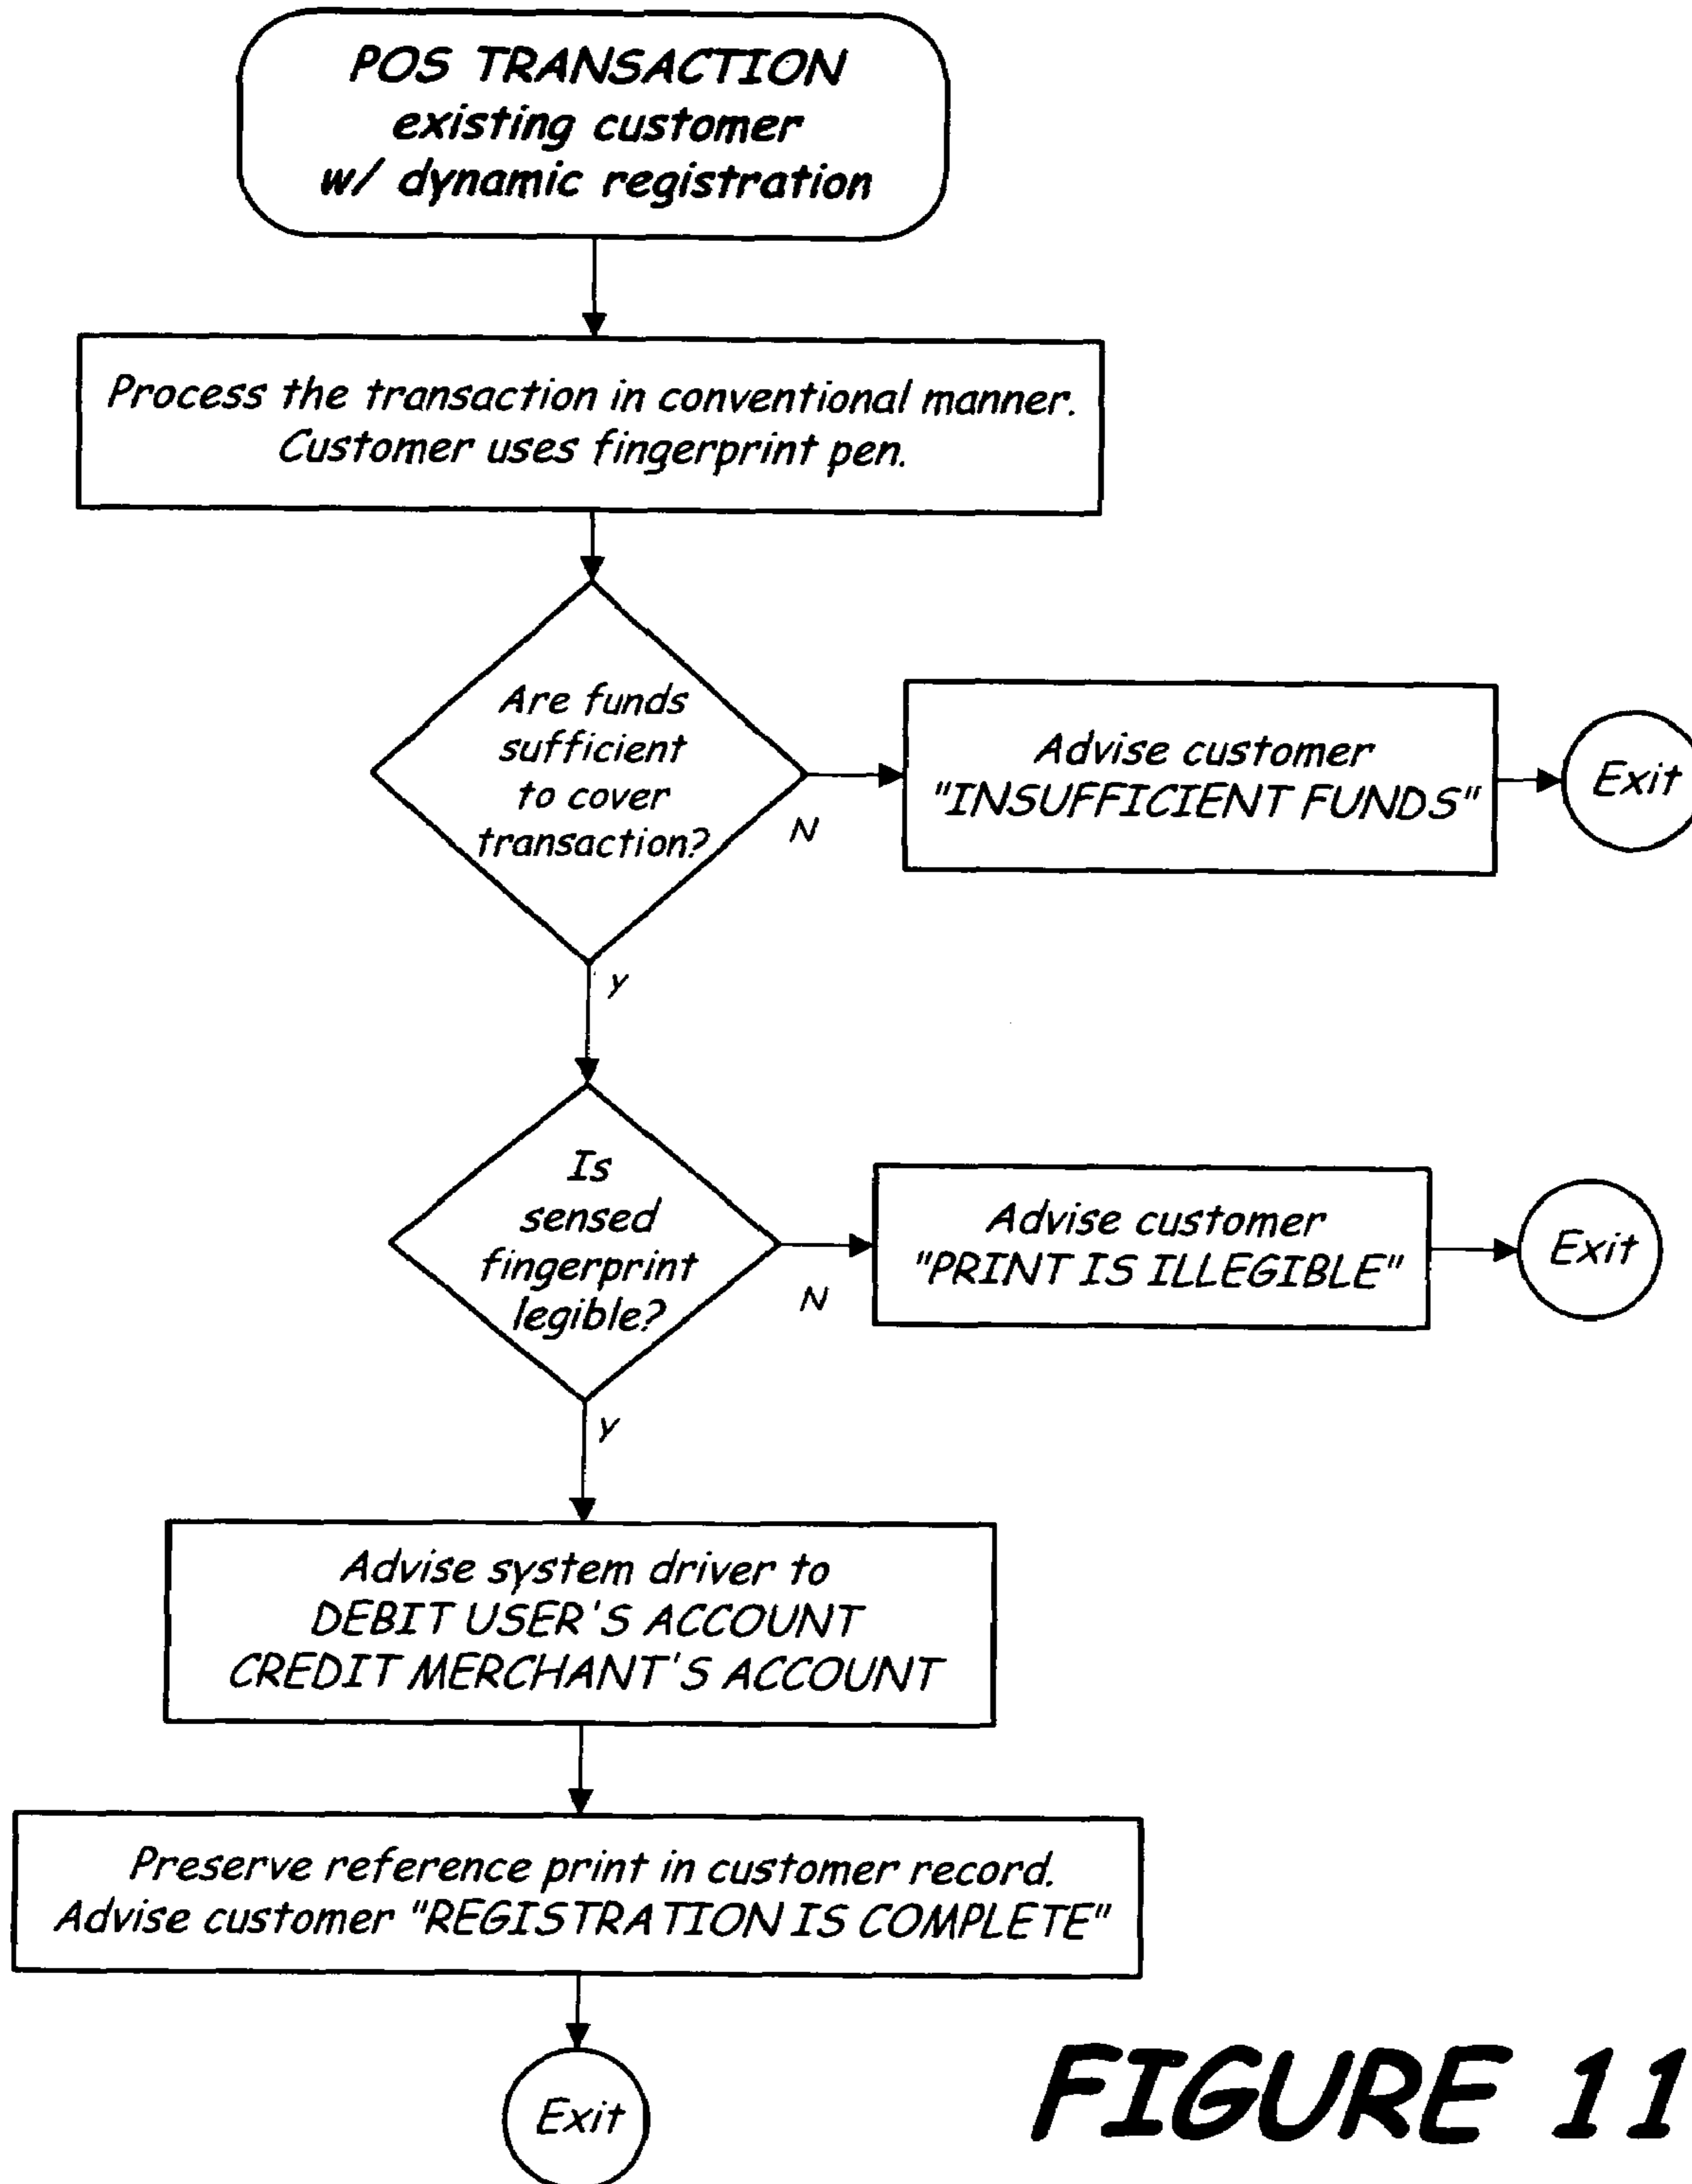 POS TRANSACTION
existing customer
w/ dynamic registration
Process the transaction in conventional manner.
Customer uses fingerprint pen.
Are funds
sufficient
to cover
transaction?
N
Advise customer
"INSUFFICIENT FUNDS"
Exit
Y
Is
sensed
fingerprint
legible?
N
Advise customer
"PRINT IS ILLEGIBLE"
Exit
Y
Advise system driver to
DEBIT USER'S ACCOUNT
CREDIT MERCHANT'S ACCOUNT
Preserve reference print in customer record.
Advise customer "REGISTRATION IS COMPLETE"
Exit
FIGURE 11